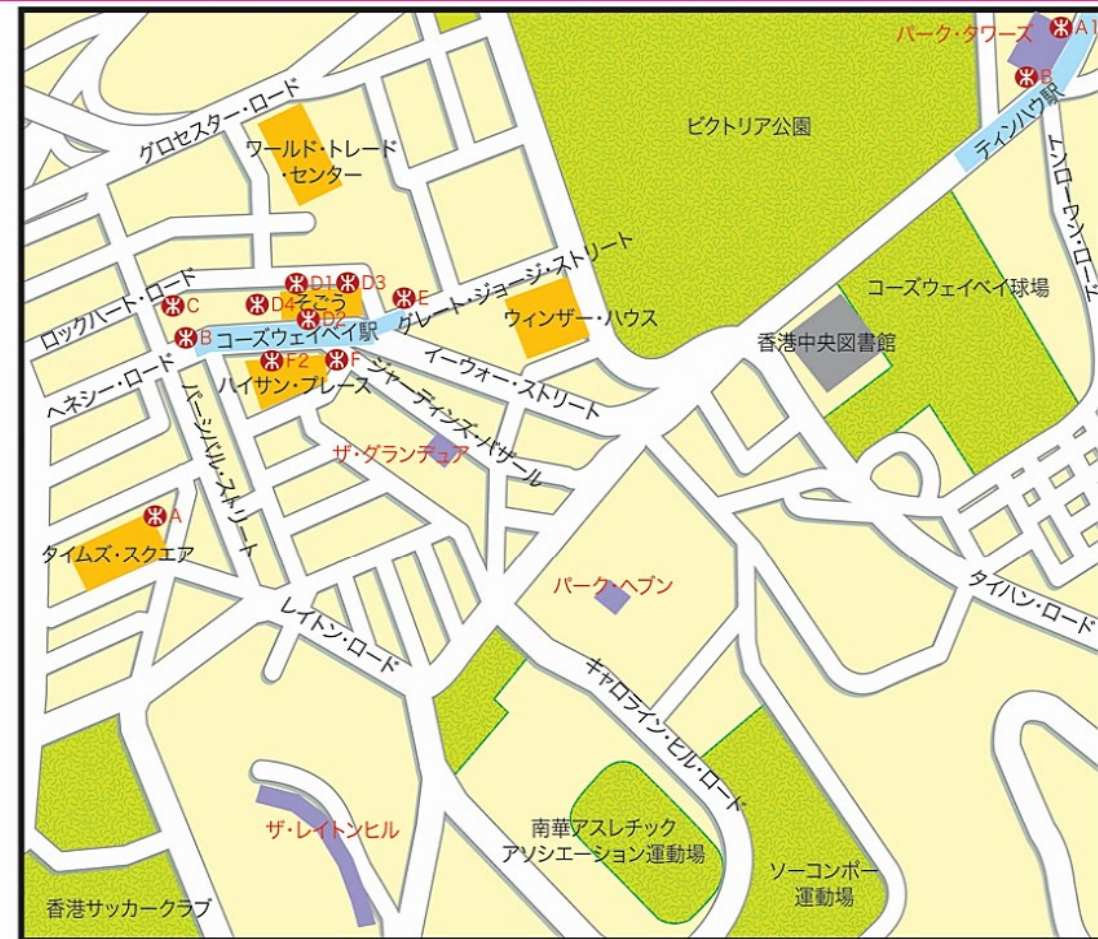 パーク・タワーズ
A1
B
ティンハウ駅
グロセスター・ロード
ワールド・トレード
・センター
ビクトリア公園
ムンローワン・ロード
ロックハート・ロード
C
D1
D3
D4
そごう
D2
E
グレート・ジョージ・ストリート
ウィンザー・ハウス
コーズウェイベイ球場
香港中央図書館
B
コーズウェイベイ駅
F2
F
ハイサン・プレース
ヘネシー・ロード
イーウォー・ストリート
ジャーディンズ・バザール
パーシバル・ストリーイ
ザ・グランデュア
A
タイムズ・スクエア
パーク・ヘブン
タイハン・ロード
レイトン・ロード
キャロライン・ヒル・ロード
ザ・レイトンヒル
南華アスレチック
アソシエーション運動場
ソーコンポー
運動場
香港サッカークラブ